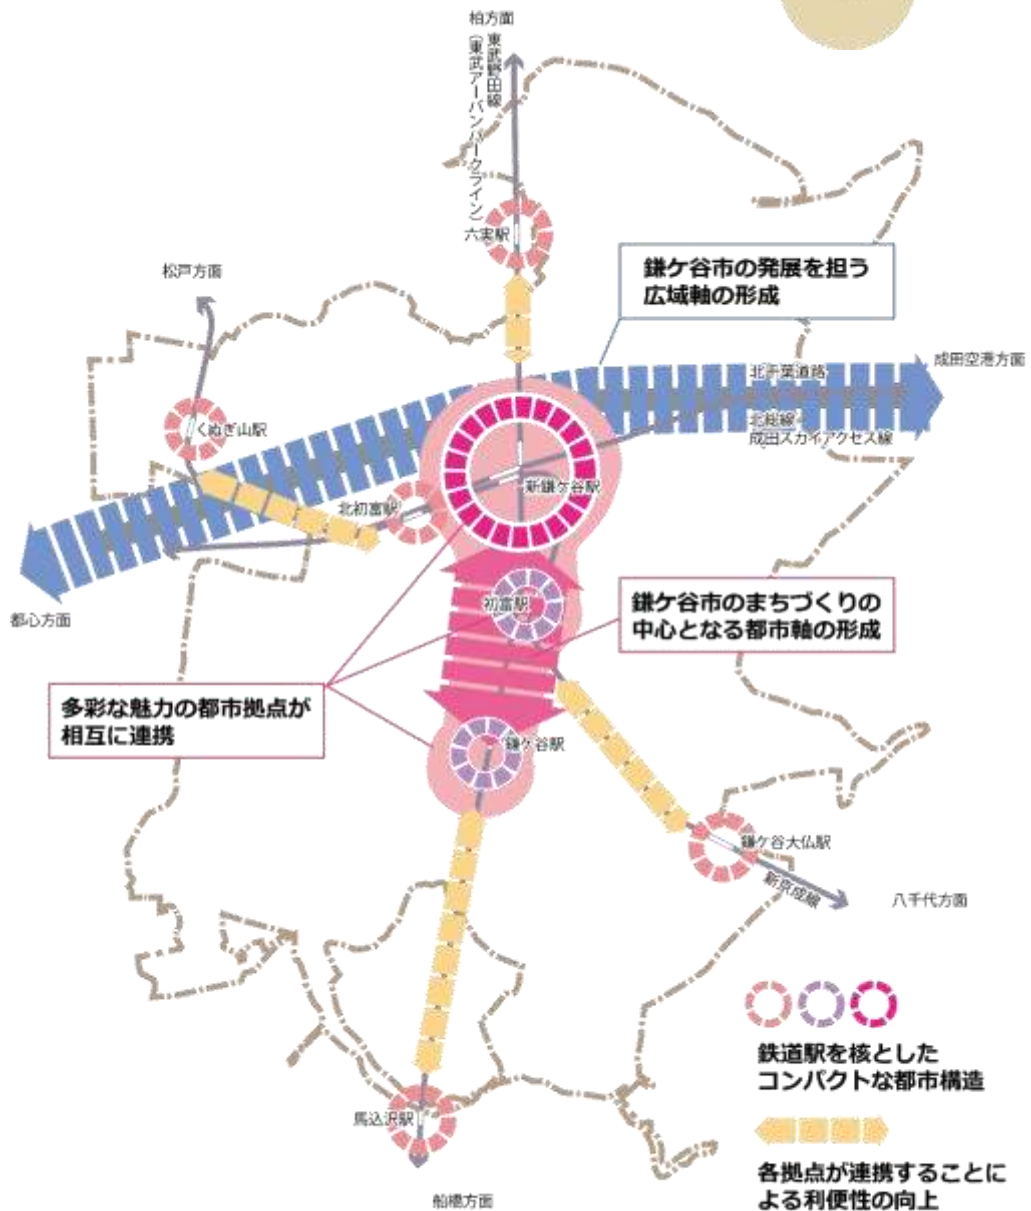 柏方面
東武野田線
（東武アーバンパークライン）
六実駅
松戸方面
鎌ケ谷市の発展を担う
広域軸の形成
成田空港方面
北千葉道路
北総線
成田スカイアクセス線
くぬぎ山駅
新鎌ケ谷駅
北初富駅
都心方面
初富駅
鎌ケ谷市のまちづくりの
中心となる都市軸の形成
多彩な魅力の都市拠点が
相互に連携
鎌ケ谷駅
鎌ケ谷大仏駅
新京成線
八千代方面
鉄道駅を核とした
コンパクトな都市構造
馬込沢駅
各拠点が連携することに
よる利便性の向上
船橋方面